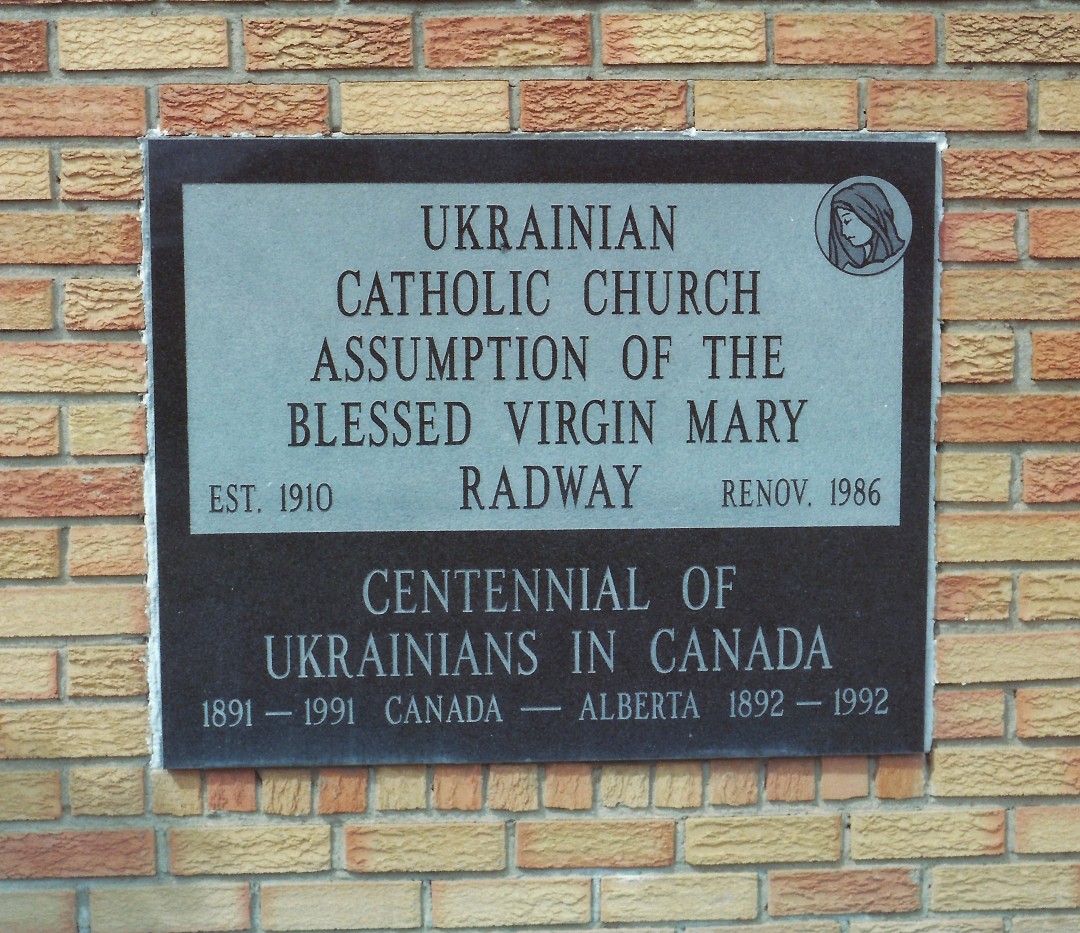 UKRAINIAN
CATHOLIC CHURCH
ASSUMPTION OF THE
BLESSED VIRGIN MARY
EST. 1910 RADWAY RENOV. 1986
CENTENNIAL OF
UKRAINIANS IN CANADA
1891 — 1991 CANADA — ALBERTA 1892 — 1992